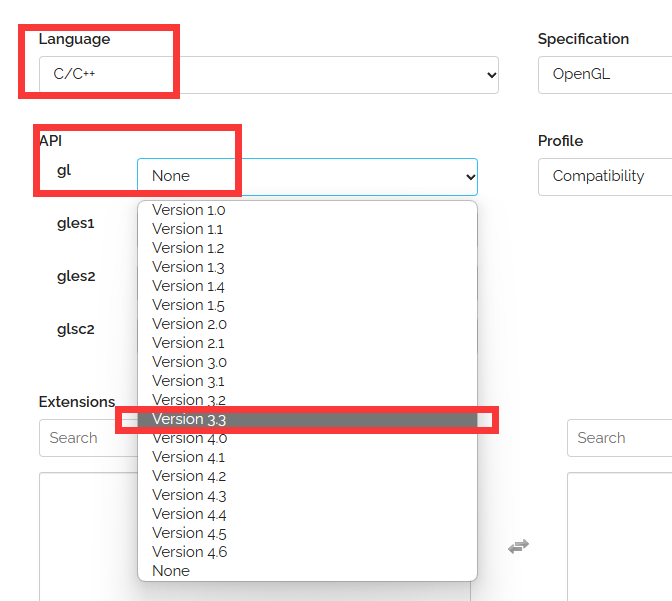 Language
Specification
C/C++
OpenGL
API
Profile
gl
None
Compatibility
gles1
gles2
glsc2
Version 1.0
Version 1.1
Version 1.2
Version 1.3
Version 1.4
Version 1.5
Version 2.0
Version 2.1
Version 3.0
Version 3.1
Version 3.2
Version 3.3
Version 4.0
Version 4.1
Version 4.2
Version 4.3
Version 4.4
Version 4.5
Version 4.6
None
Extensions
Search
Search